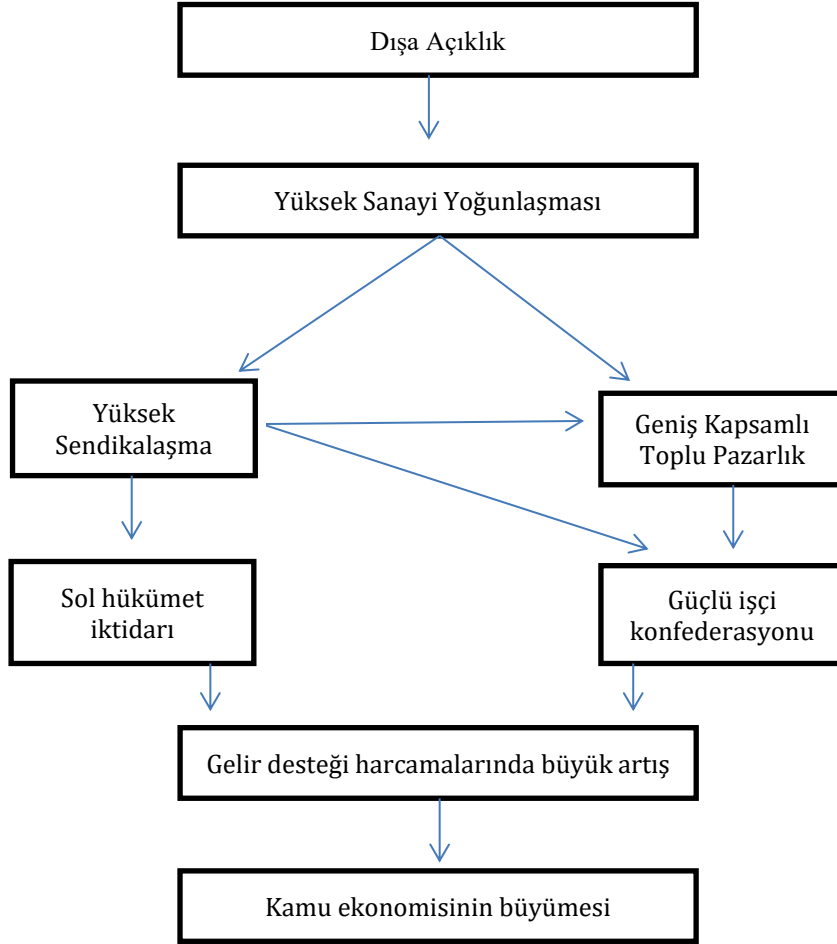 Dışa Açıklık
Yüksek Sanayi Yoğunlaşması
Yüksek
Sendikalaşma
Geniş Kapsamlı
Toplu Pazarlık
Sol hükümet
iktidarı
Güçlü işçi
konfederasyonu
Gelir desteği harcamalarında büyük artış
Kamu ekonomisinin büyümesi